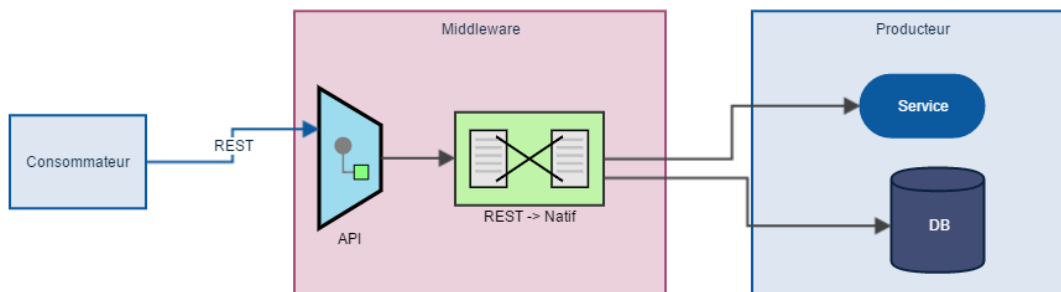 Middleware
Producteur
Service
Consommateur
REST
DB
REST -> Natif
API